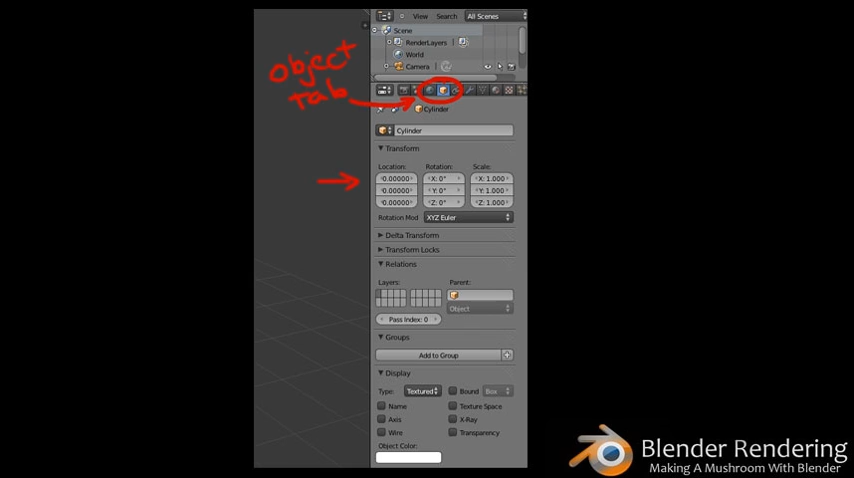 View Search All Scenes
Scene
RenderLayers
World
Camera
object
tab
Cylinder
Cylinder
Transform
Location: Rotation: Scale:
0.00000 X: 0° X: 1.000
0.00000 Y: 0° Y: 1.000
0.00000 Z: 0° Z: 1.000
Rotation Mod XYZ Euler
Delta Transform
Transform Locks
Relations
Layers: Parent:
Object
Pass Index: 0
Groups
Add to Group
Display
Type: Textured Bound Box
Name Texture Space
Axis X-Ray
Wire Transparency
Object Color:
Blender Rendering
Making A Mushroom With Blender